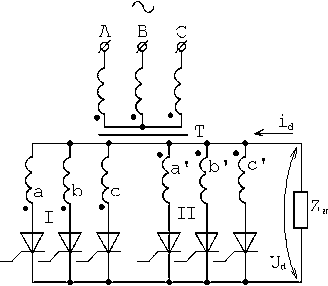 A B C
T
i_d
a b c a' b' c'
I II
Z_н
U_d